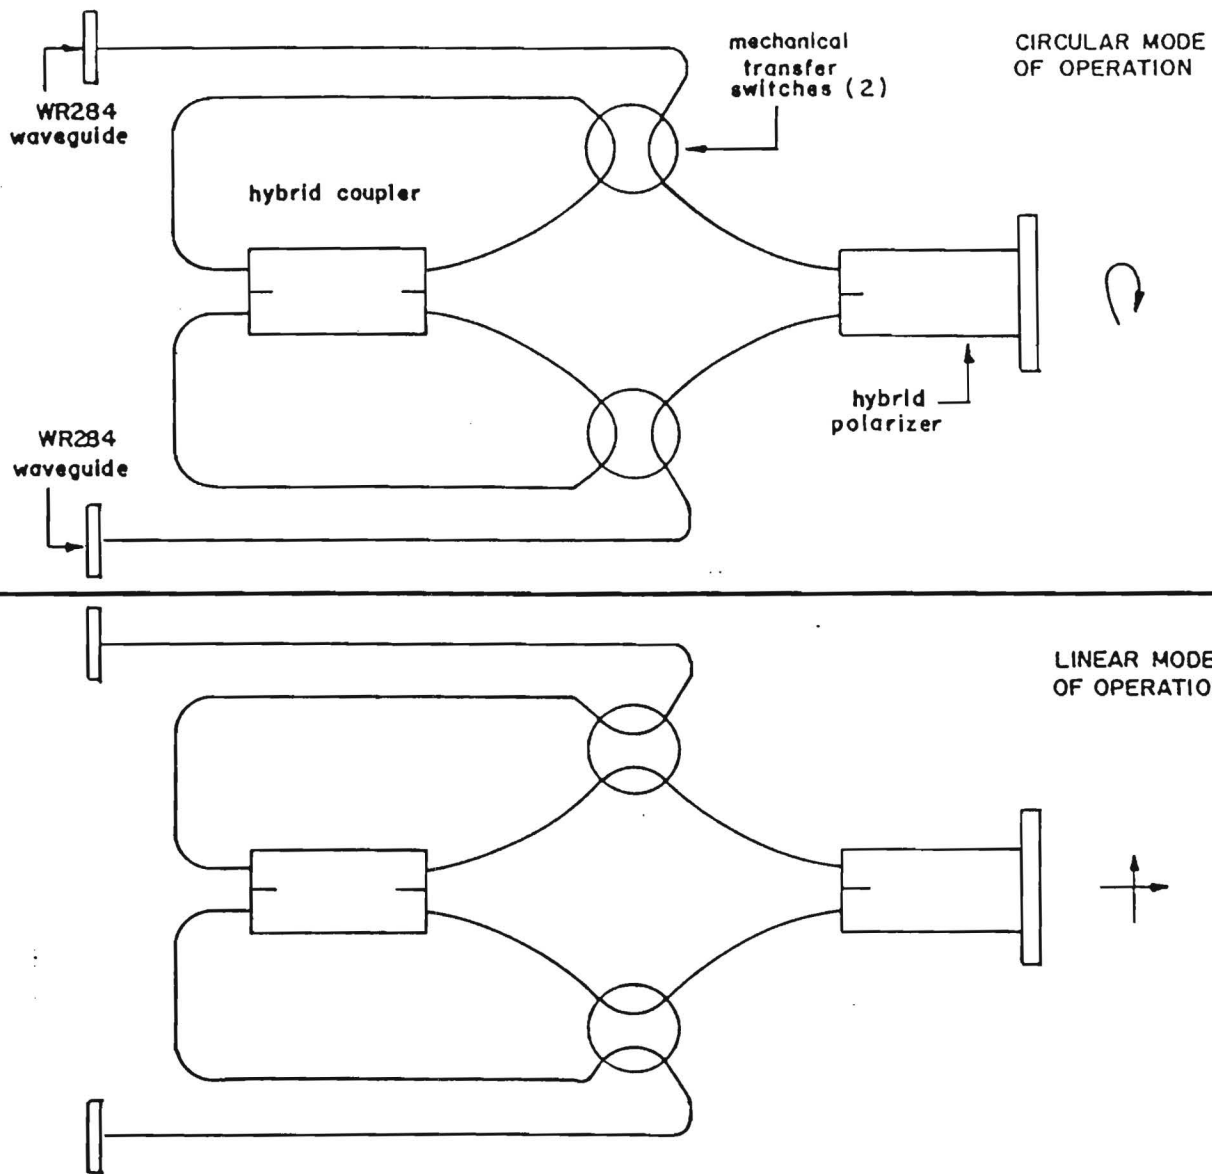 mechanical
transfer
switches (2)
CIRCULAR MODE
OF OPERATION
WR284
waveguide
hybrid coupler
hybrid
polarizer
WR284
waveguide
LINEAR MODE
OF OPERATIO